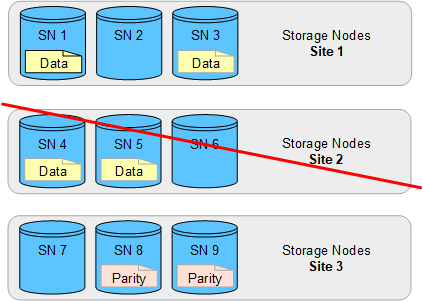 SN 1
SN 2
SN 3
Data
Data
Storage Nodes
Site 1
SN 4
SN 5
SN 6
Data
Data
Storage Nodes
Site 2
SN 7
SN 8
SN 9
Parity
Parity
Storage Nodes
Site 3